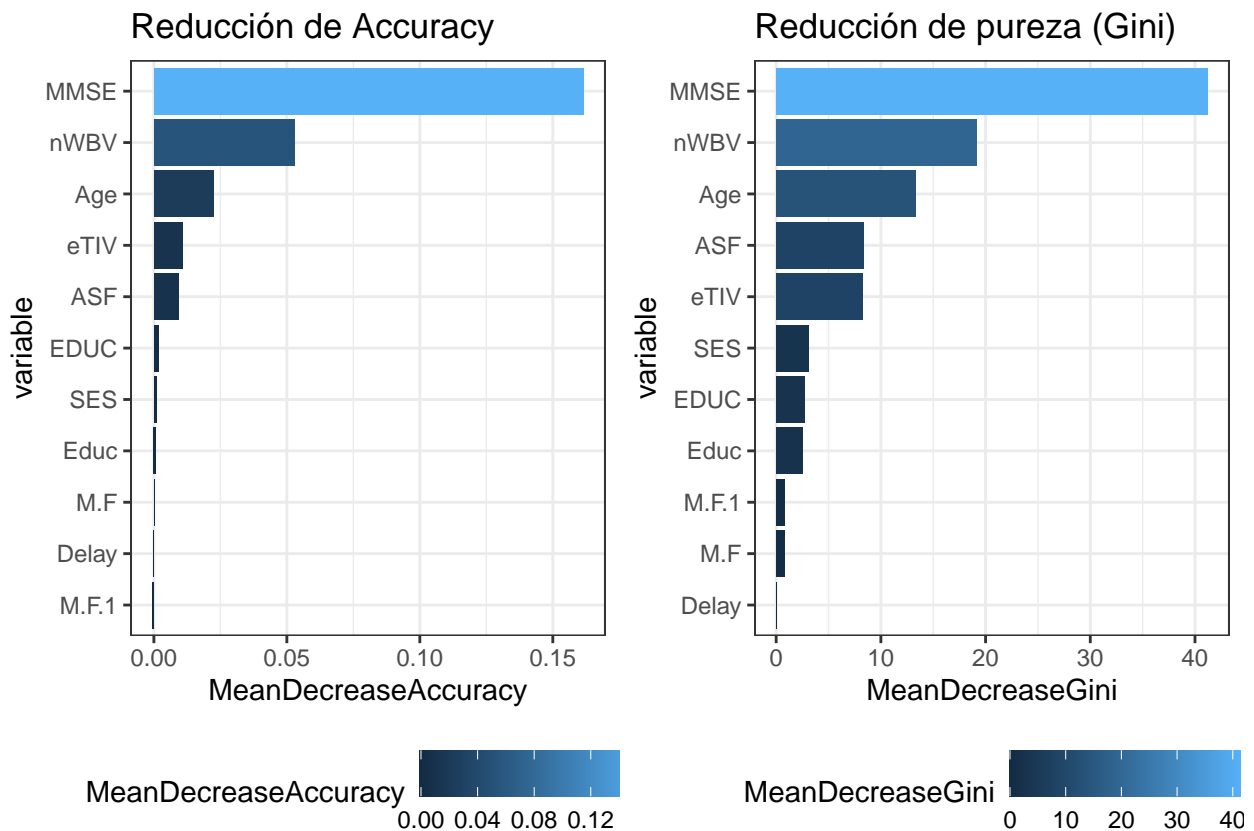 Reducción de Accuracy
MMSE
nWBV
Age
eTIV
ASF
EDUC
SES
Educ
M.F
Delay
M.F.1
variable
0.00 0.05 0.10 0.15
MeanDecreaseAccuracy
MeanDecreaseAccuracy
0.00 0.04 0.08 0.12
Reducción de pureza (Gini)
MMSE
nWBV
Age
ASF
eTIV
SES
EDUC
Educ
M.F.1
M.F
Delay
variable
0 10 20 30 40
MeanDecreaseGini
MeanDecreaseGini
0 10 20 30 40